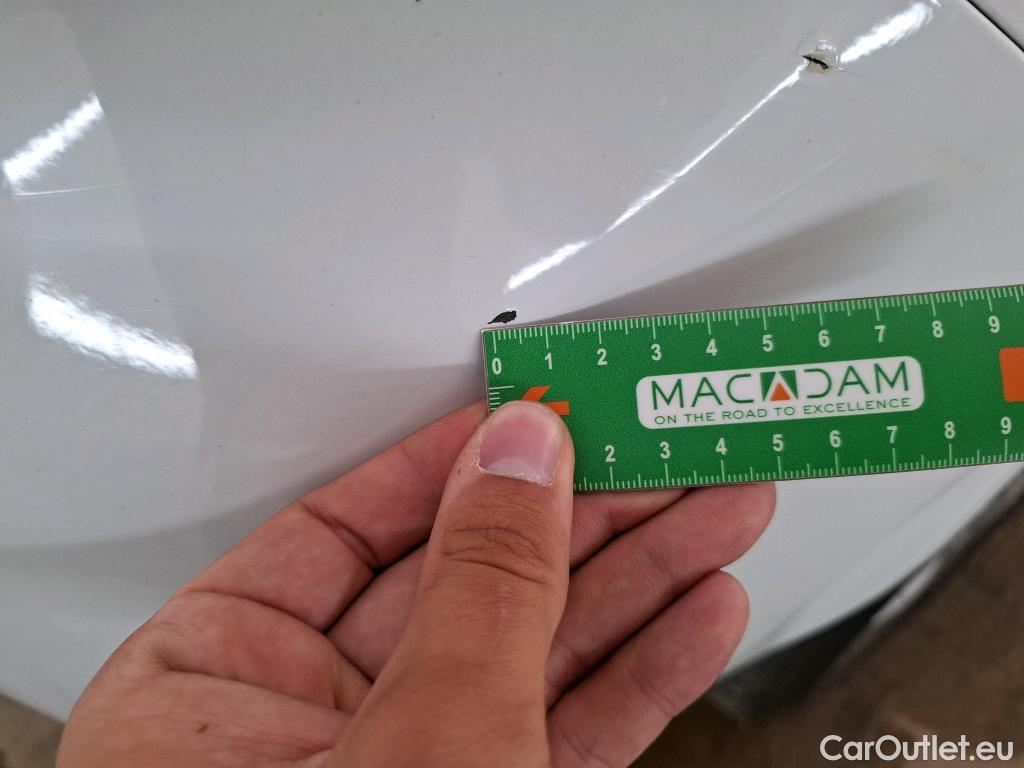 0 1 2 3 4 5 6 7 8 9
MACADAM
ON THE ROAD TO EXCELLENCE
2 3 4 5 6 7 8 9
CarOutlet.eu